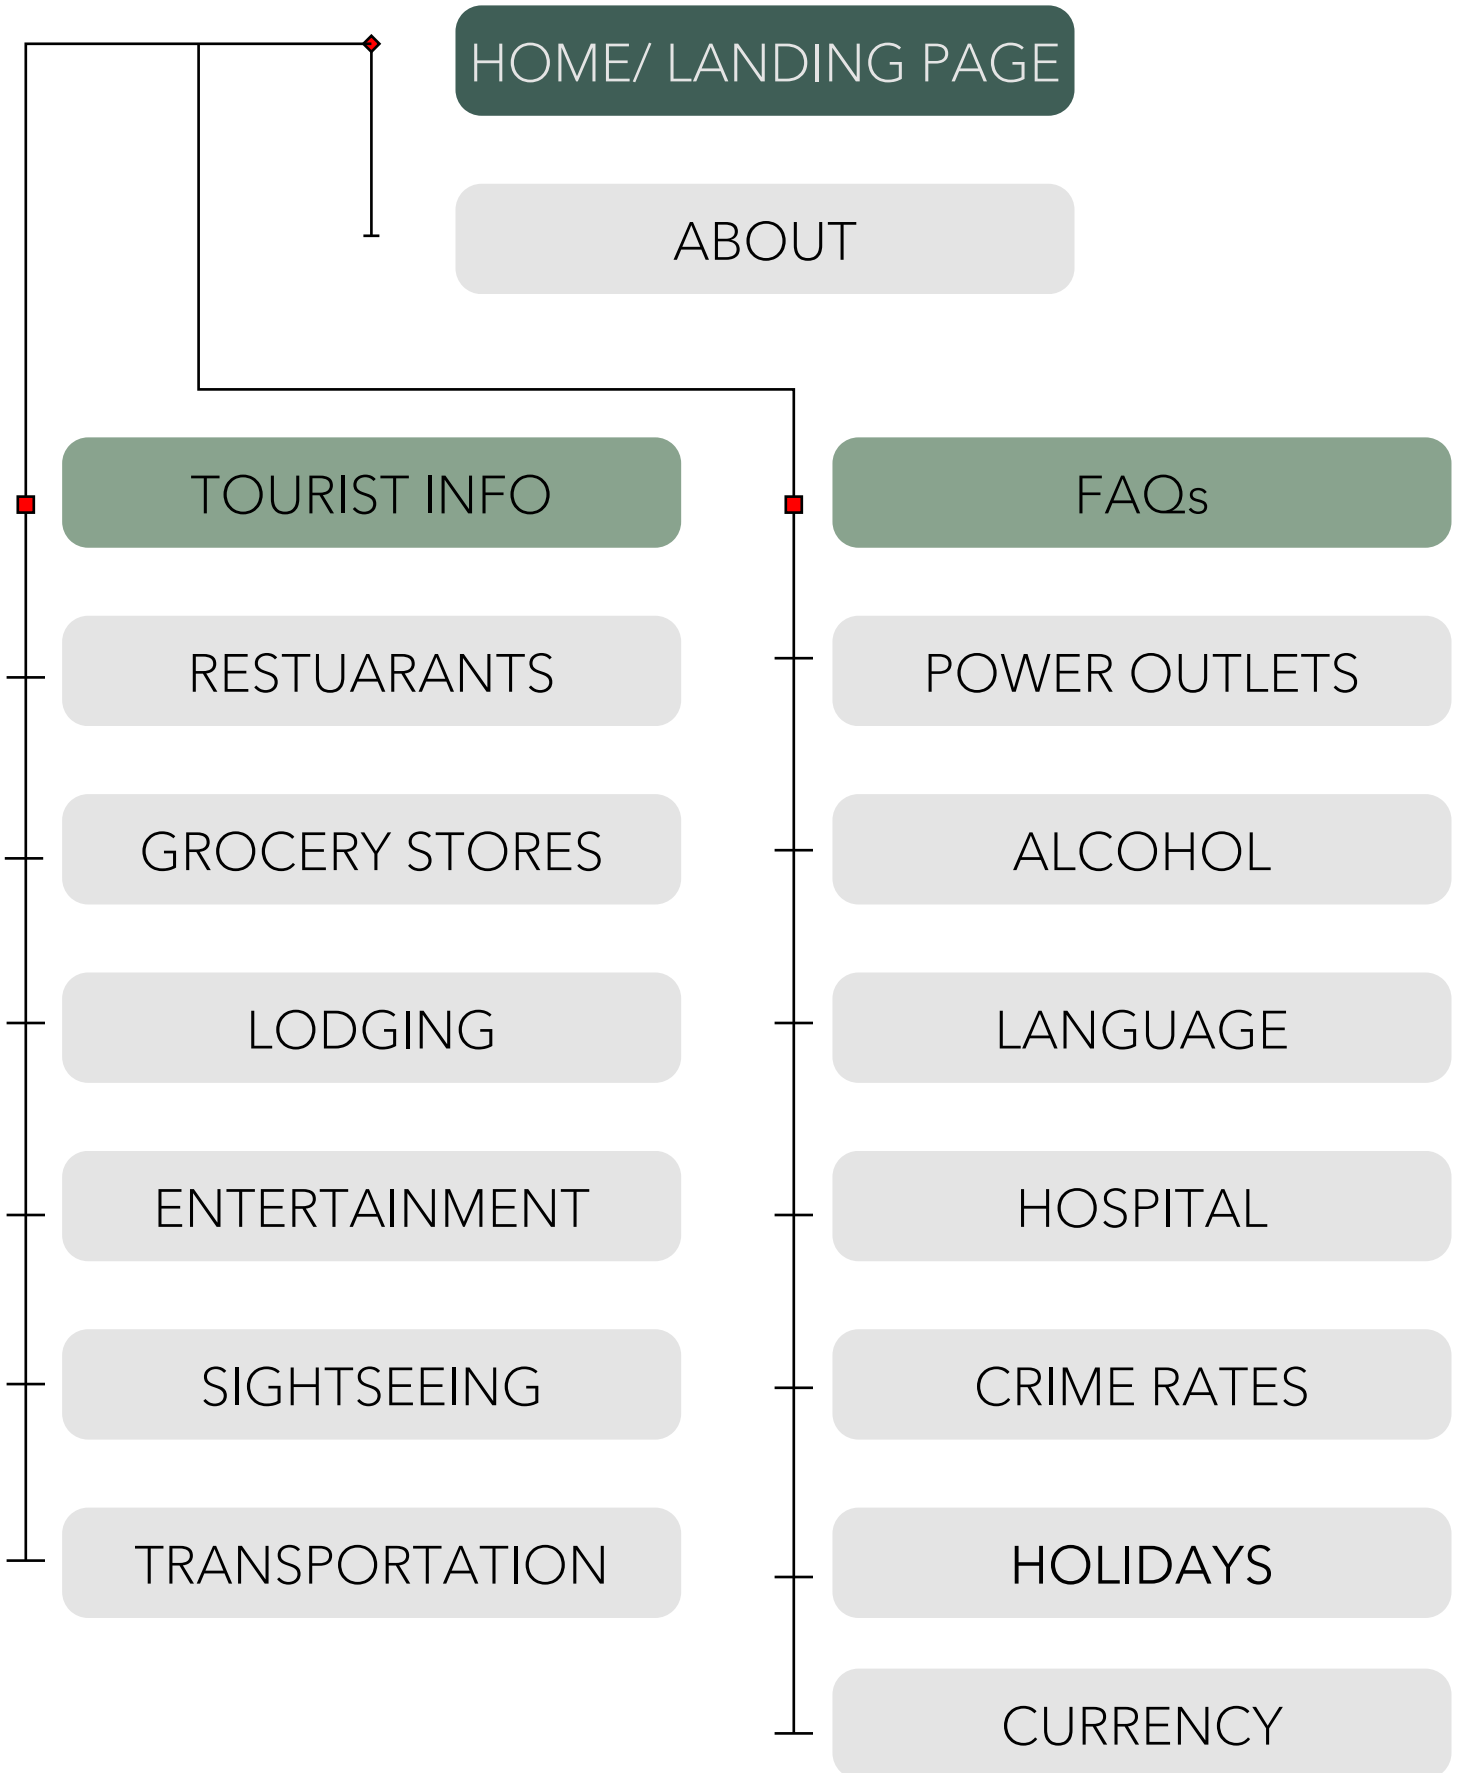 HOME/ LANDING PAGE
ABOUT
TOURIST INFO
RESTUARANTS
GROCERY STORES
LODGING
ENTERTAINMENT
SIGHTSEEING
TRANSPORTATION
FAQs
POWER OUTLETS
ALCOHOL
LANGUAGE
HOSPITAL
CRIME RATES
HOLIDAYS
CURRENCY